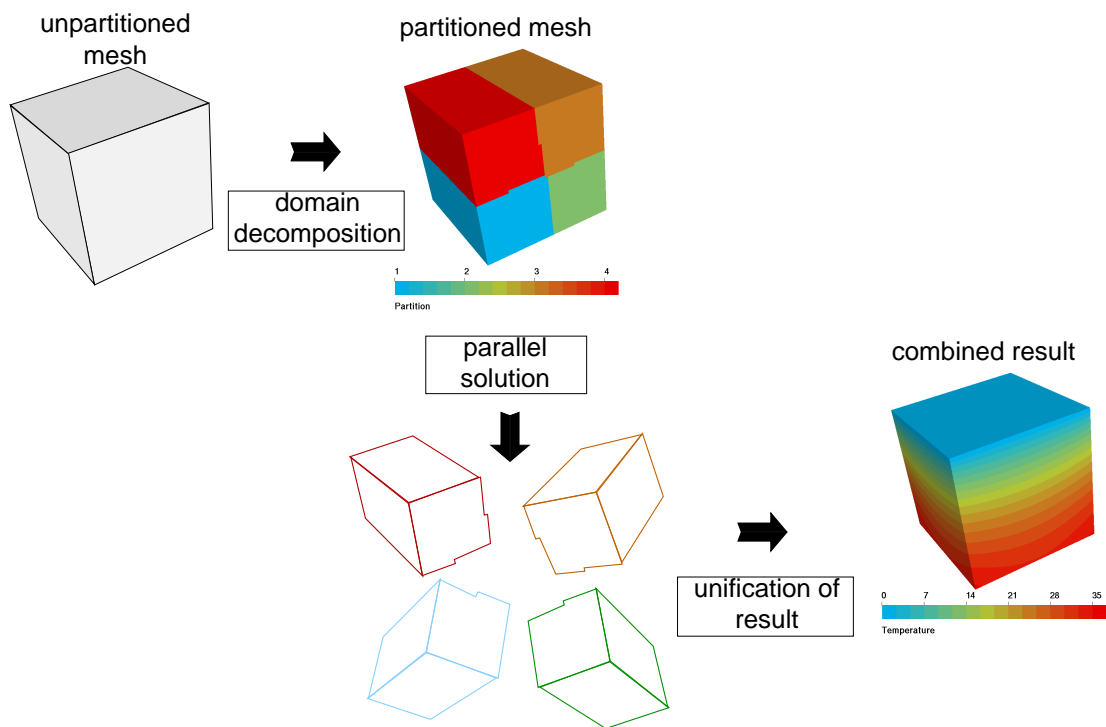 unpartitioned
mesh
partitioned mesh
domain
decomposition
1 2 3 4
Partition
parallel
solution
combined result
unification of
result
0 7 14 21 28 35
Temperature